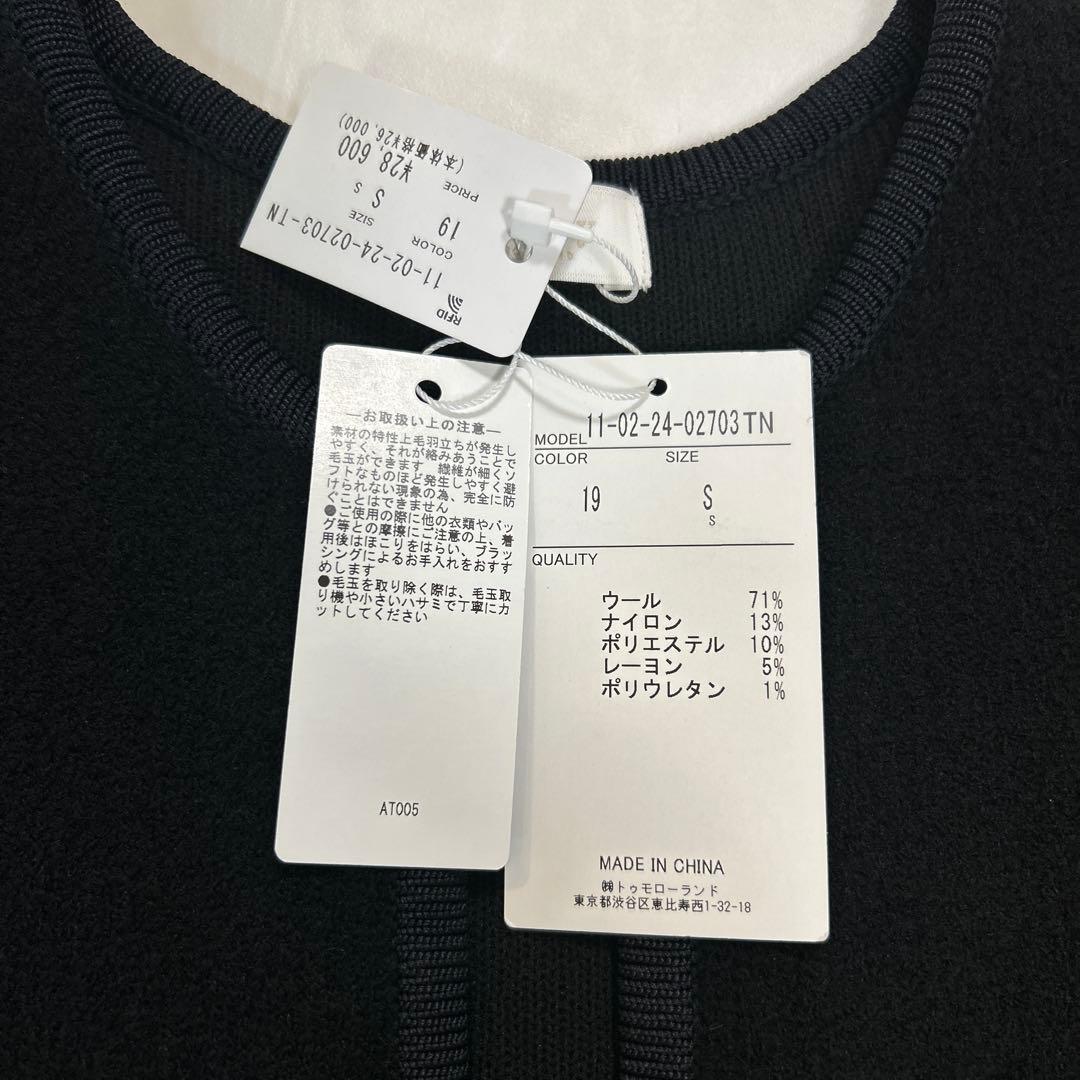 (本体価格¥26,000)
¥28,600
PRICE
S
S
SIZE
19
COLOR
11-02-24-02703-TN
RFID
―お取扱い上の注意―
素材の特性上毛羽立ちが発生し
やすく、それが絡みあうことで
毛玉ができます 繊維が細くソ
フトなものほど発生しやすく避
けられない現象の為、完全に防
ぐことはできません
●ご使用の際に他の衣類やバッ
グ等との摩擦にご注意の上、着
用後はほこりをはらい、ブラッ
シングによるお手入れをおすす
めします
●毛玉を取り除く際は、毛玉取
り機や小さいハサミで丁寧にカ
ットしてください
AT005
MODEL 11-02-24-02703TN
COLOR SIZE
19 S
S
QUALITY
ウール 71%
ナイロン 13%
ポリエステル 10%
レーヨン 5%
ポリウレタン 1%
MADE IN CHINA
㈱トゥモローランド
東京都渋谷区恵比寿西1-32-18